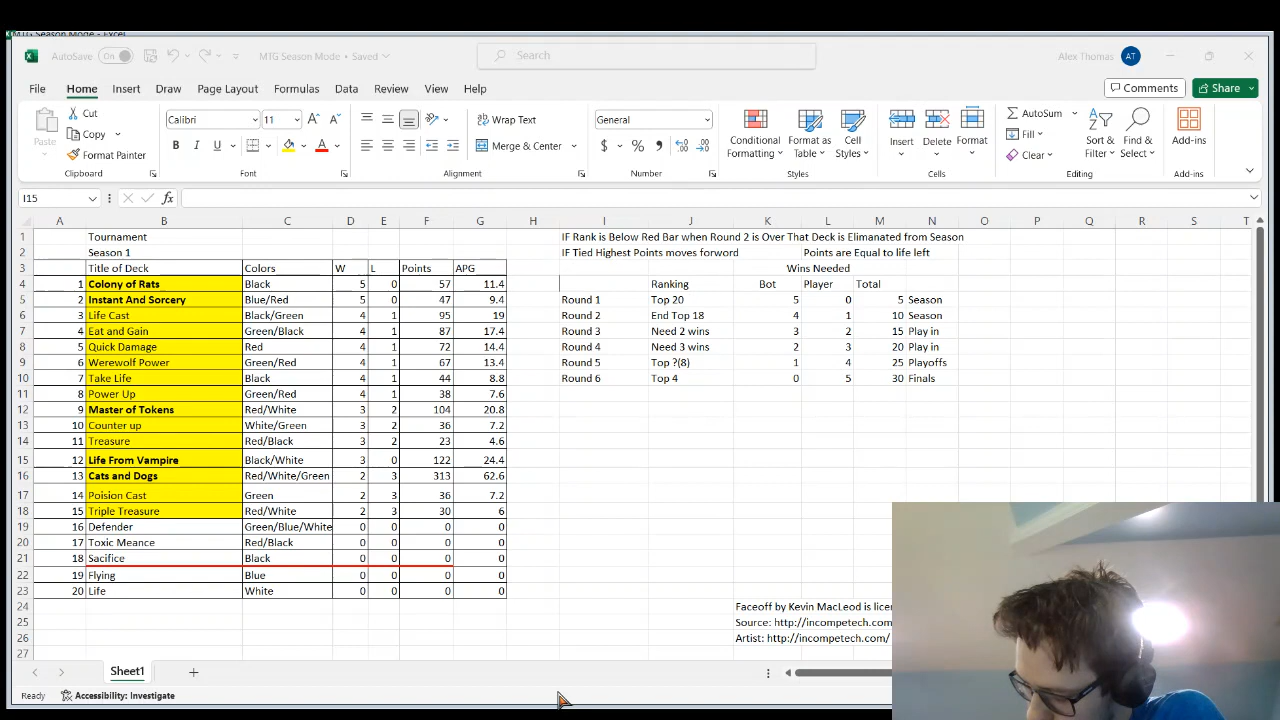 MTG Season Mode - Excel
AutoSave On MTG Season Mode • Saved Search Alex Thomas AT
File Home Insert Draw Page Layout Formulas Data Review View Help Comments Share
Paste Cut Copy Format Painter Clipboard
Calibri 11 B I U Font
Wrap Text Merge & Center Alignment
General Number
Conditional Formatting Format as Table Cell Styles Styles
Insert Delete Format Cells
AutoSum Fill Clear Sort & Filter Find & Select Editing
Add-ins Add-ins
I15 fx
A B C D E F G H I J K L M N O P Q R S T
1 Tournament IF Rank is Below Red Bar when Round 2 is Over That Deck is Elimanated from Season
2 Season 1 IF Tied Highest Points moves forword Points are Equal to life left
3 Title of Deck Colors W L Points APG Wins Needed
4 1 Colony of Rats Black 5 0 57 11.4 Ranking Bot Player Total
5 2 Instant And Sorcery Blue/Red 5 0 47 9.4 Round 1 Top 20 5 0 5 Season
6 3 Life Cast Black/Green 4 1 95 19 Round 2 End Top 18 4 1 10 Season
7 4 Eat and Gain Green/Black 4 1 87 17.4 Round 3 Need 2 wins 3 2 15 Play in
8 5 Quick Damage Red 4 1 72 14.4 Round 4 Need 3 wins 2 3 20 Play in
9 6 Werewolf Power Green/Red 4 1 67 13.4 Round 5 Top ?(8) 1 4 25 Playoffs
10 7 Take Life Black 4 1 44 8.8 Round 6 Top 4 0 5 30 Finals
11 8 Power Up Green/Red 4 1 38 7.6
12 9 Master of Tokens Red/White 3 2 104 20.8
13 10 Counter up White/Green 3 2 36 7.2
14 11 Treasure Red/Black 3 2 23 4.6
15 12 Life From Vampire Black/White 3 0 122 24.4
16 13 Cats and Dogs Red/White/Green 2 3 313 62.6
17 14 Poision Cast Green 2 3 36 7.2
18 15 Triple Treasure Red/White 2 3 30 6
19 16 Defender Green/Blue/White 0 0 0 0
20 17 Toxic Meance Red/Black 0 0 0 0
21 18 Sacifice Black 0 0 0 0
22 19 Flying Blue 0 0 0 0
23 20 Life White 0 0 0 0
24 Faceoff by Kevin MacLeod is licen
25 Source: http://incompetech.com
26 Artist: http://incompetech.com/
27
Sheet1
Ready Accessibility: Investigate